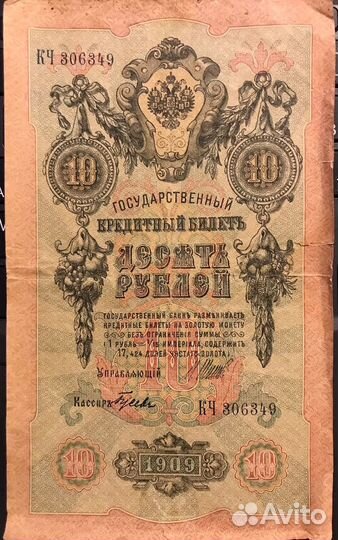 КЧ 306349
10 10
ГОСУДАРСТВЕННЫЙ
КРЕДИТНЫЙ БИЛЕТЪ
ДЕСЯТЬ
РУБЛЕЙ
ГОСУДАРСТВЕННЫЙ БАНКЪ РАЗМѢНИВАЕТЪ
КРЕДИТНЫЕ БИЛЕТЫ НА ЗОЛОТУЮ МОНЕТУ
БЕЗЪ ОГРАНИЧЕНІЯ СУММЫ
(1 РУБЛЬ = 1/15 ИМПЕРІАЛА, СОДЕРЖИТЪ
17,424 ДОЛЕЙ ЧИСТАГО ЗОЛОТА)
10
УПРАВЛЯЮЩІЙ
Кассиръ
КЧ 306349
10 1909 10
Avito